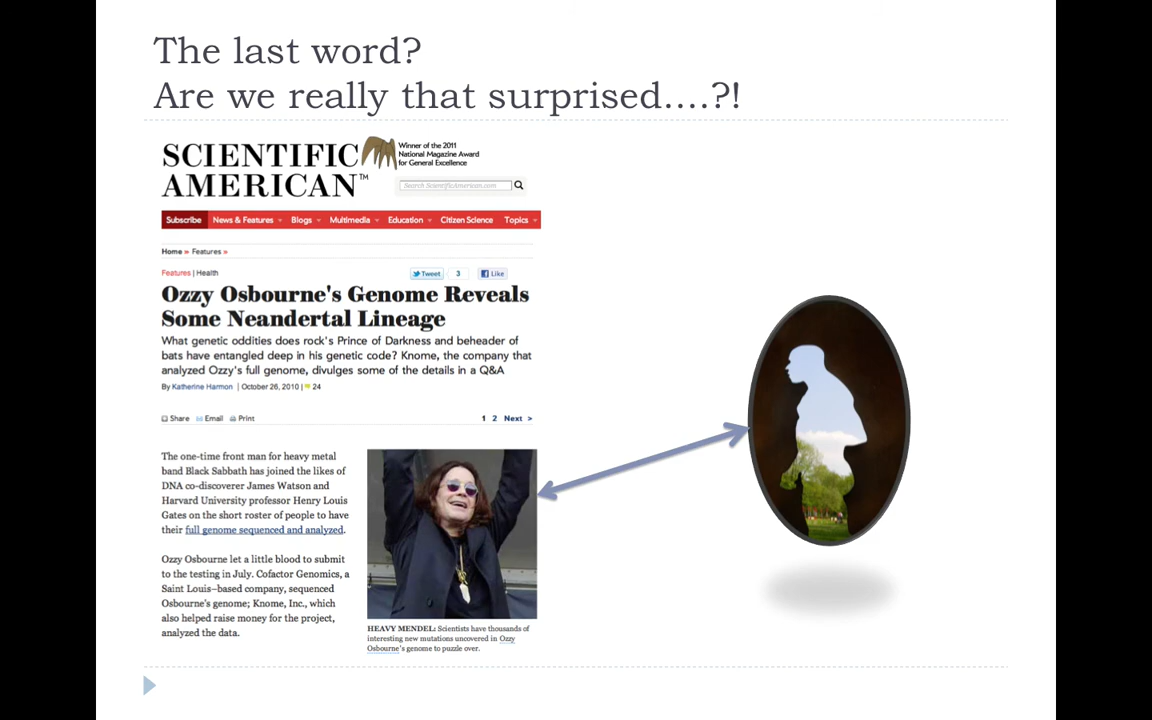 The last word?
Are we really that surprised....?!
SCIENTIFIC
AMERICAN™
Winner of the 2011
National Magazine Award
for General Excellence
Search ScientificAmerican.com
Subscribe News & Features Blogs Multimedia Education Citizen Science Topics
Home » Features »
Features | Health
Tweet 3 Like
Ozzy Osbourne's Genome Reveals
Some Neandertal Lineage
What genetic oddities does rock's Prince of Darkness and beheader of
bats have entangled deep in his genetic code? Knome, the company that
analyzed Ozzy's full genome, divulges some of the details in a Q&A
By Katherine Harmon | October 26, 2010 | 24
Share Email Print
1 2 Next >
The one-time front man for heavy metal
band Black Sabbath has joined the likes of
DNA co-discoverer James Watson and
Harvard University professor Henry Louis
Gates on the short roster of people to have
their full genome sequenced and analyzed.
Ozzy Osbourne let a little blood to submit
to the testing in July. Cofactor Genomics, a
Saint Louis–based company, sequenced
Osbourne's genome; Knome, Inc., which
also helped raise money for the project,
analyzed the data.
HEAVY MENDEL: Scientists have thousands of
interesting new mutations uncovered in Ozzy
Osbourne's genome to puzzle over.